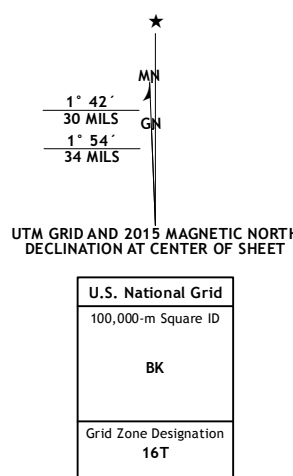 MN
1° 42´
30 MILS
GN
1° 54´
34 MILS
UTM GRID AND 2015 MAGNETIC NORTH
DECLINATION AT CENTER OF SHEET
U.S. National Grid
100,000-m Square ID
BK
Grid Zone Designation
16T